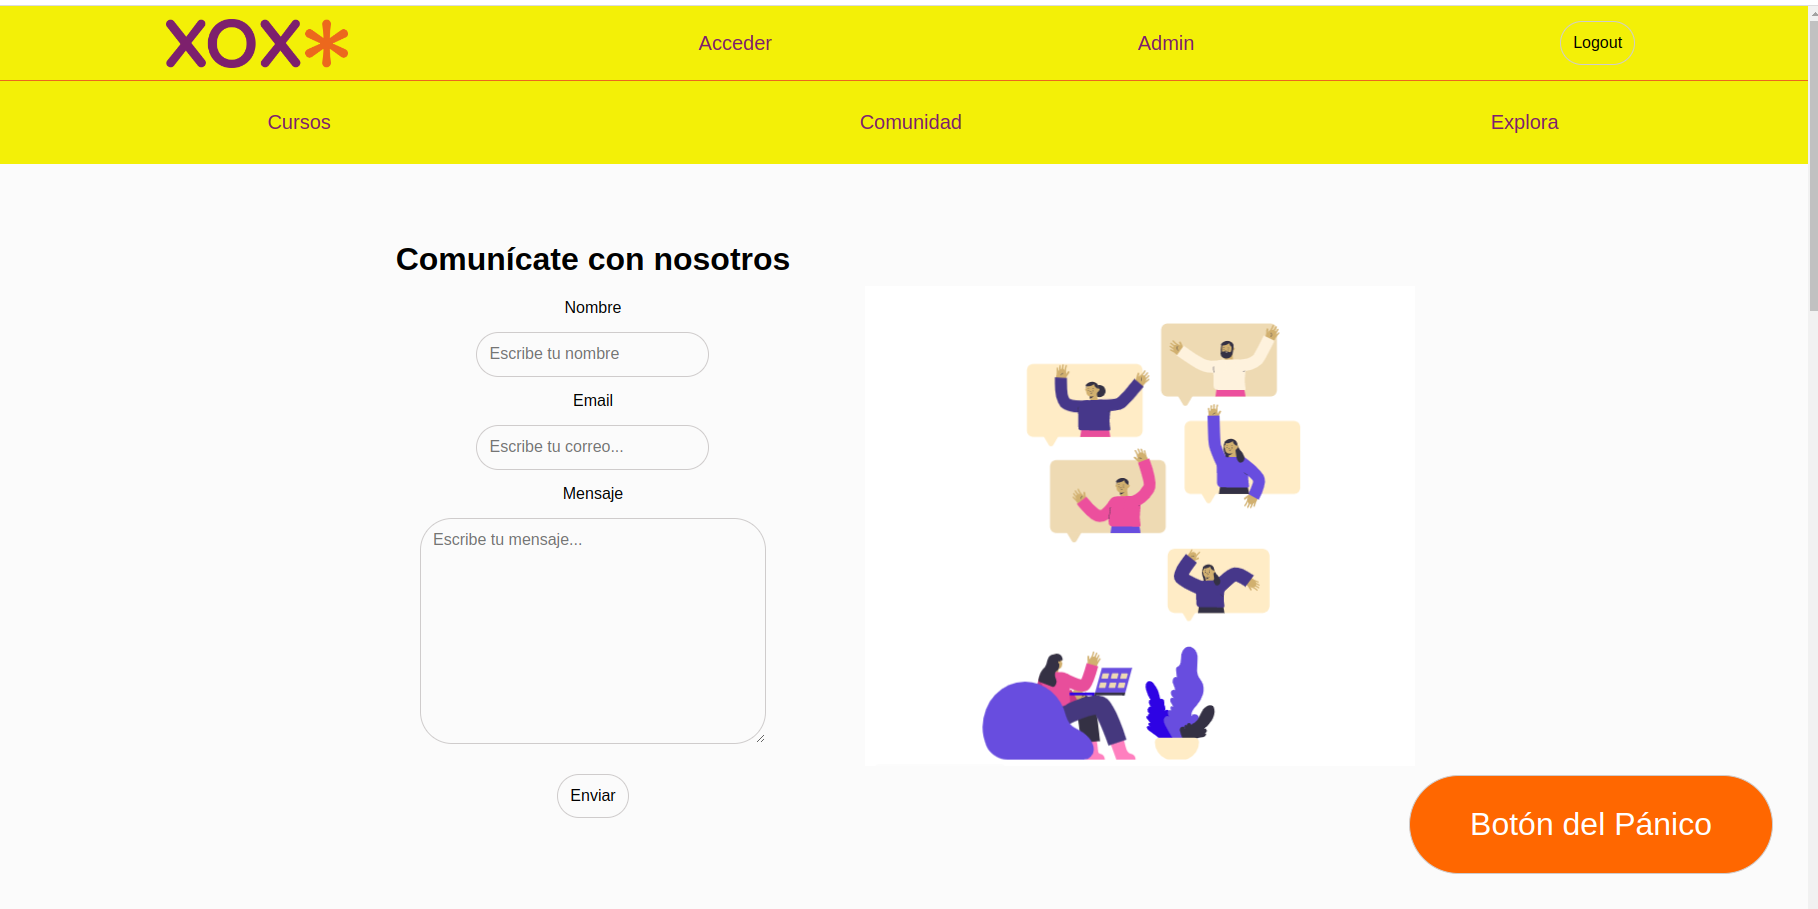 XOX*
Acceder
Admin
Logout
Cursos
Comunidad
Explora
Comunícate con nosotros
Nombre
Escribe tu nombre
Email
Escribe tu correo...
Mensaje
Escribe tu mensaje...
Enviar
Botón del Pánico